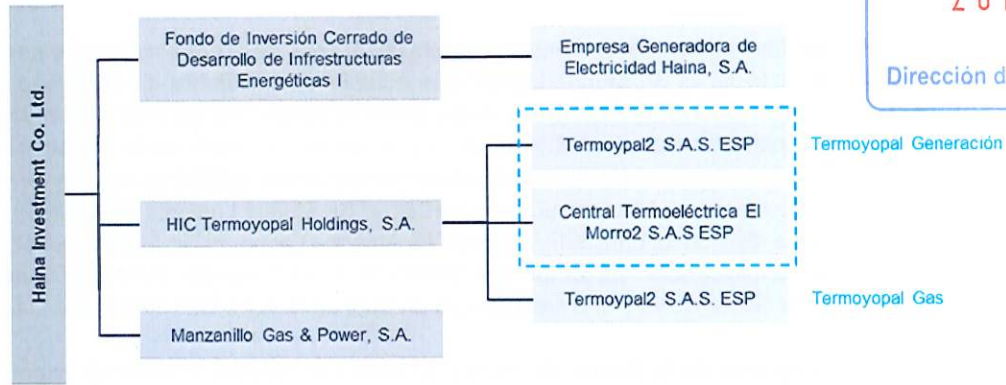 Haina Investment Co. Ltd.
Fondo de Inversión Cerrado de
Desarrollo de Infrestructuras
Energéticas I
Empresa Generadora de
Electricidad Haina, S.A.
Dirección d
HIC Termoyopal Holdings, S.A.
Termoypal2 S.A.S. ESP
Termoyopal Generación
Central Termoeléctrica El
Morro2 S.A.S ESP
Termoypal2 S.A.S. ESP
Termoyopal Gas
Manzanillo Gas & Power, S.A.